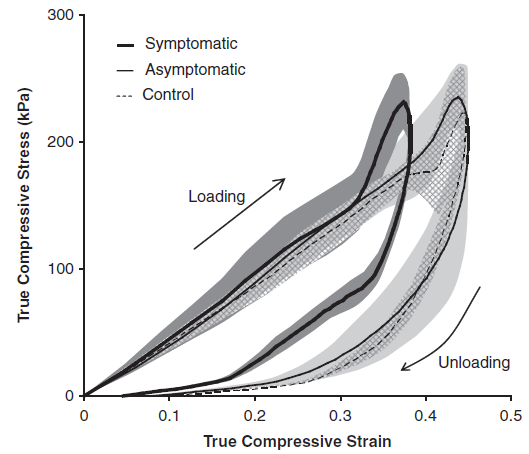 300
200
100
0
True Compressive Stress (kPa)
Symptomatic
Asymptomatic
Control
Loading
Unloading
0
0.1
0.2
0.3
0.4
0.5
True Compressive Strain